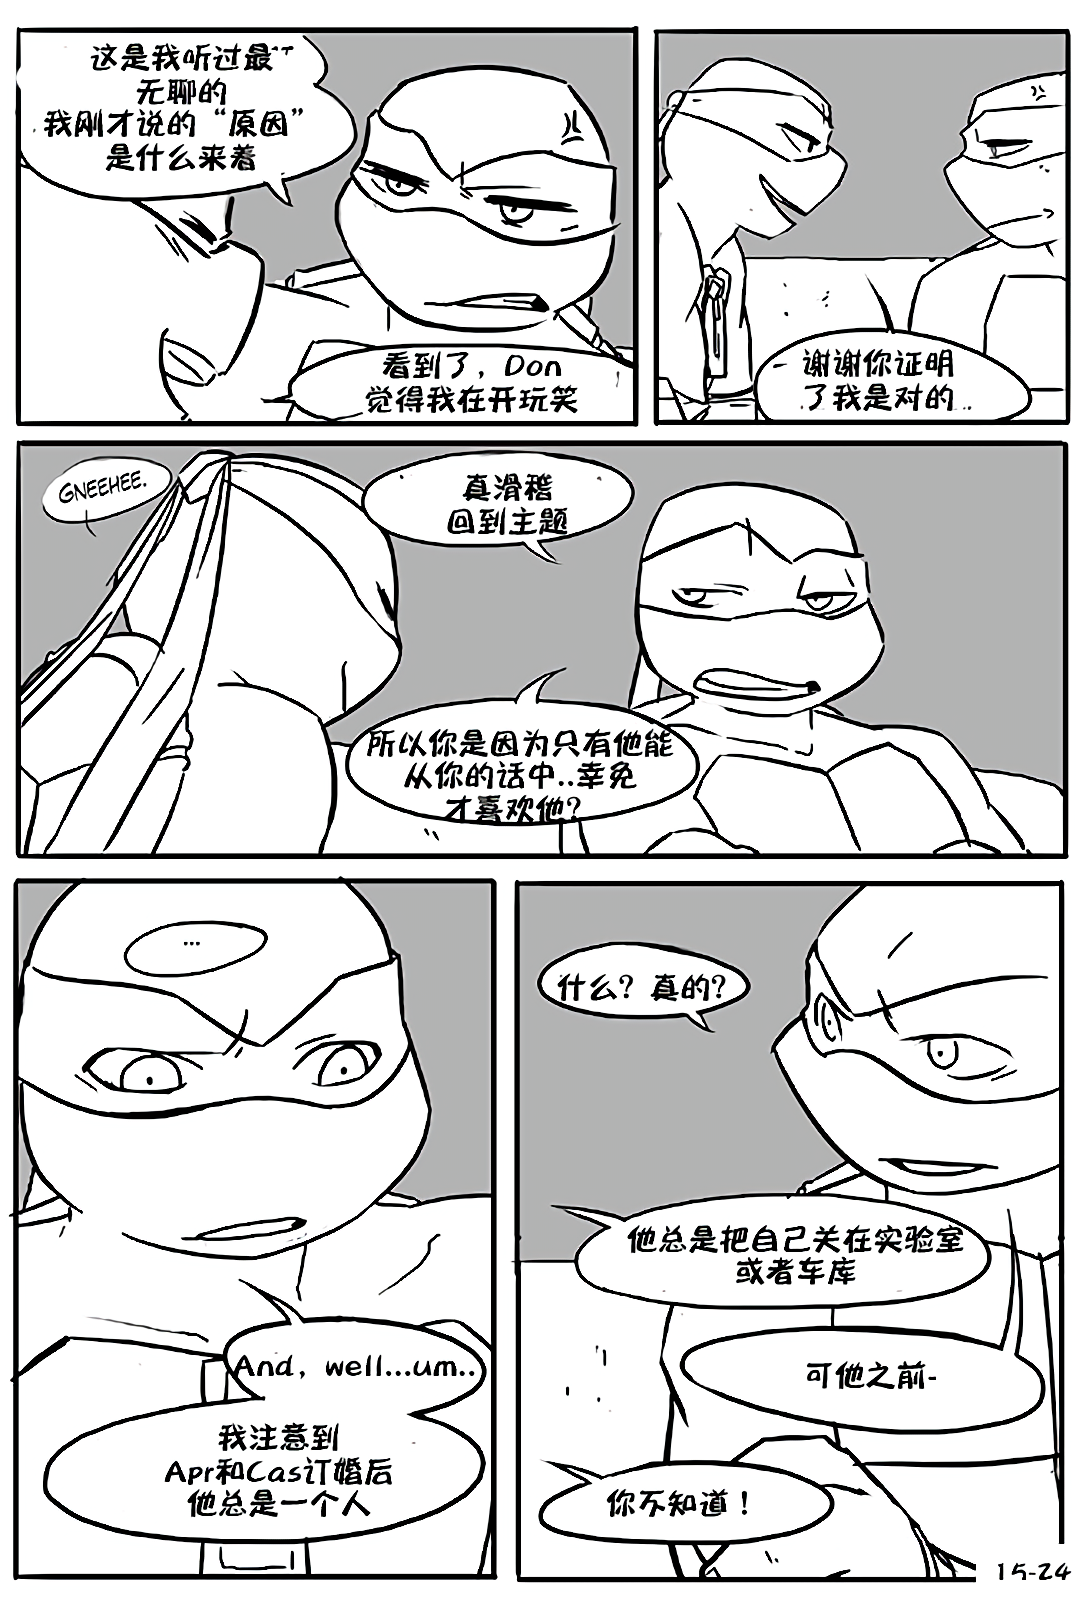 这是我听过最
无聊的
我刚才说的“原因”
是什么来着
看到了，Don
觉得我在开玩笑
谢谢你证明
了我是对的
GNEEHEE.
真滑稽
回到主题
所以你是因为只有他能
从你的话中..幸免
才喜欢他?
...
And, well...um..
我注意到
Apr和Cas订婚后
他总是一个人
什么? 真的?
他总是把自己关在实验室
或者车库
可他之前-
你不知道!
15-24